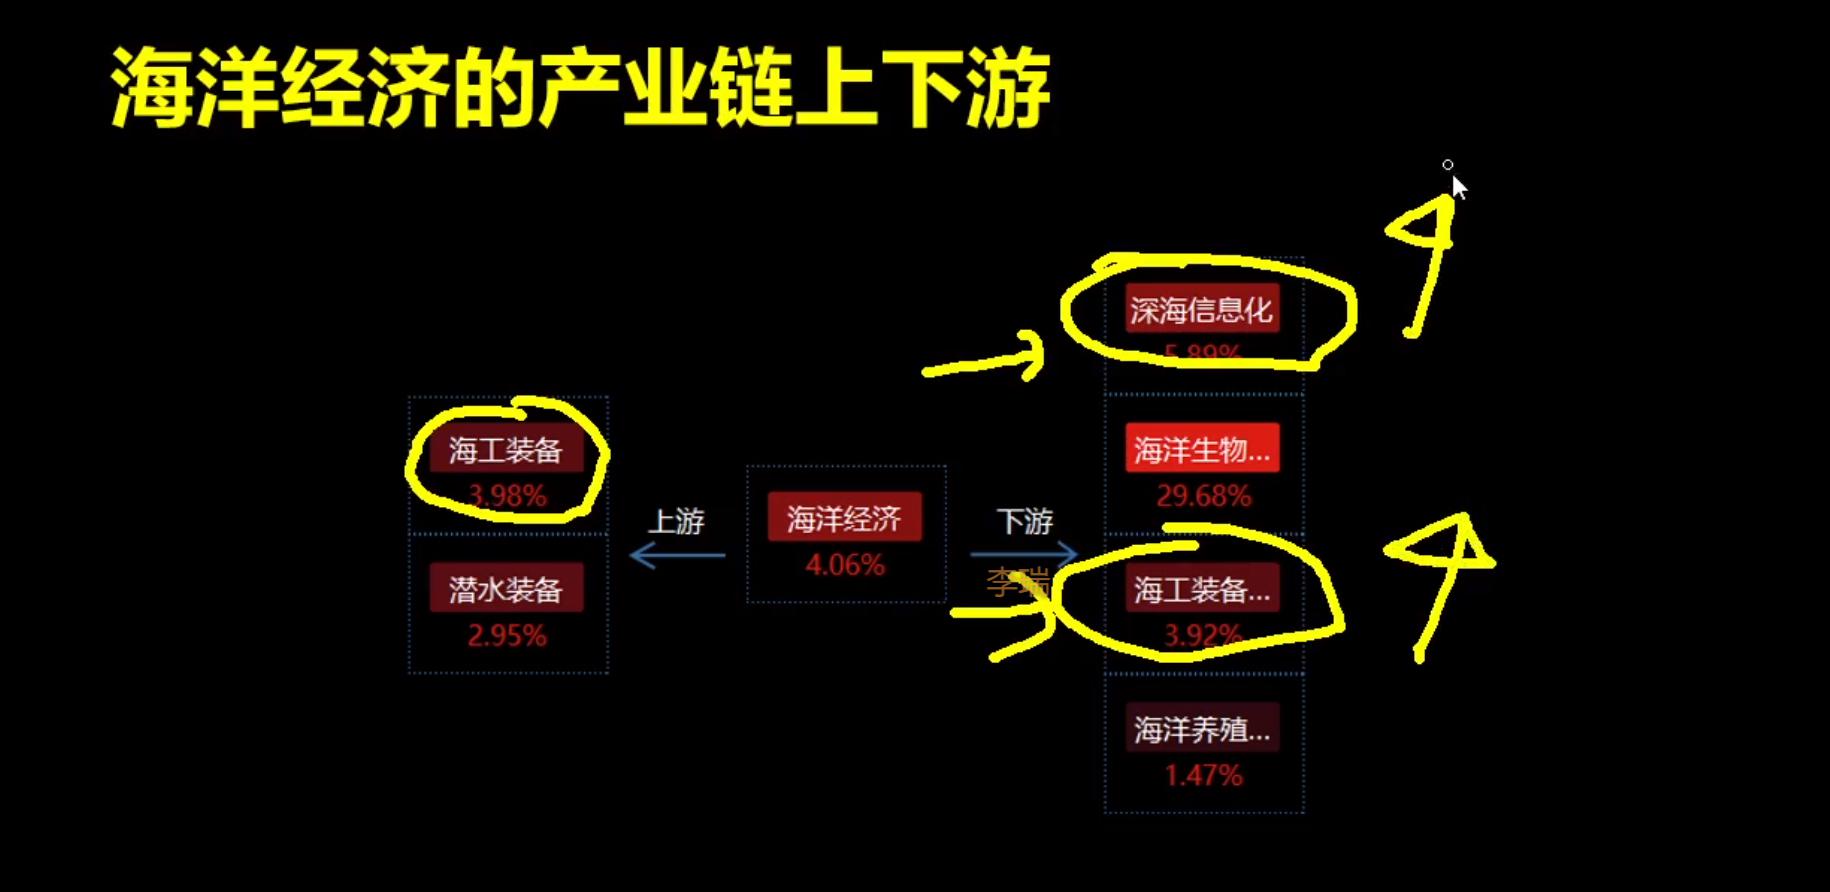 海洋经济的产业链上下游
深海信息化
5.89%
海工装备
3.98%
海洋生物...
29.68%
上游
海洋经济
4.06%
下游
李瑞
潜水装备
2.95%
海工装备...
3.92%
海洋养殖...
1.47%